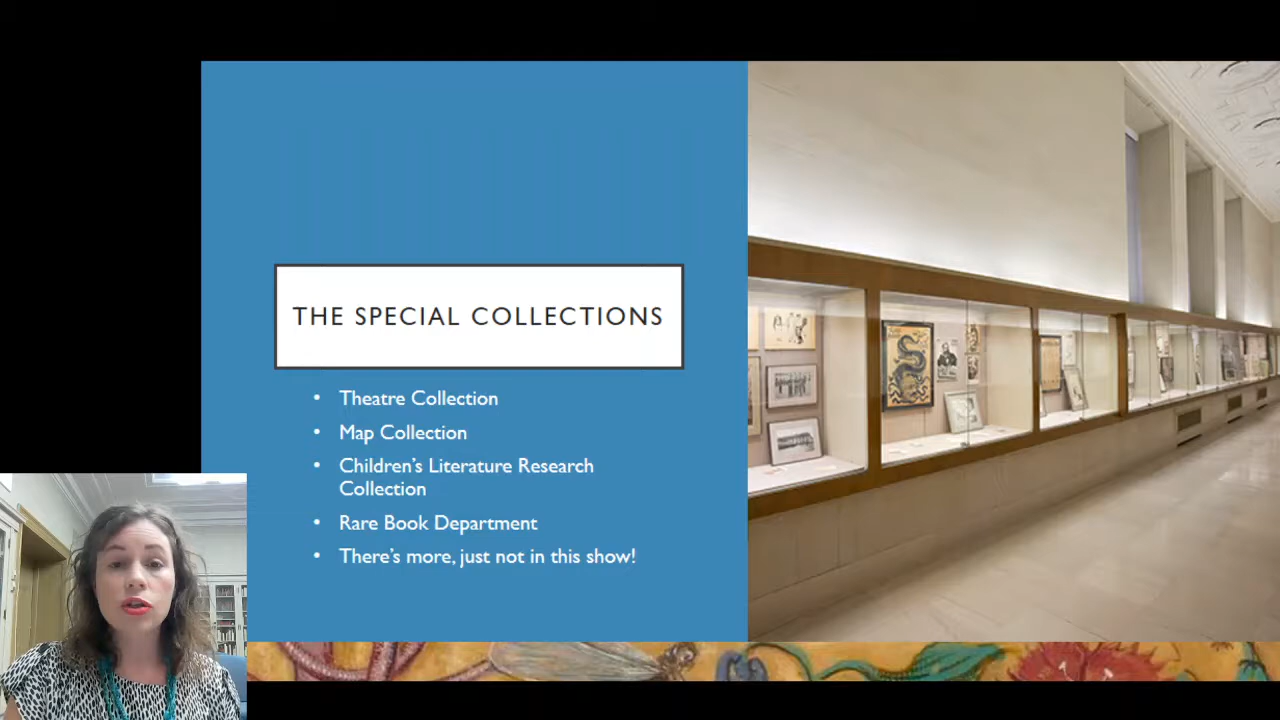 THE SPECIAL COLLECTIONS
• Theatre Collection
• Map Collection
• Children's Literature Research
Collection
• Rare Book Department
• There's more, just not in this show!